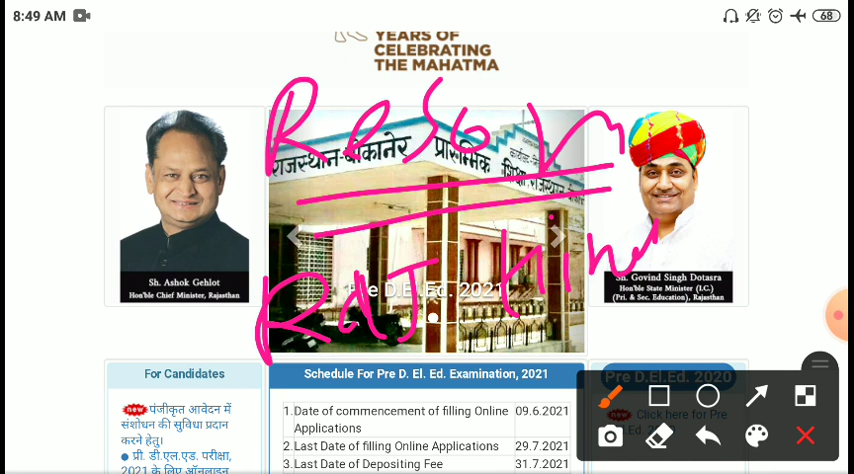 8:49 AM
68
YEARS OF
CELEBRATING
THE MAHATMA
राजस्थान-बीकानेर
प्रारम्भिक
शिक्षा
राजस्थान
Sh. Ashok Gehlot
Hon'ble Chief Minister, Rajasthan
Pre D.El.Ed. 2021
Sh. Govind Singh Dotasra
Hon'ble State Minister (I.C.)
(Pri. & Sec. Education), Rajasthan
For Candidates
new पंजीकृत आवेदन में
संशोधन की सुविधा प्रदान
करने हेतु।
प्री. डी.एल.एड. परीक्षा,
2021 के लिए ऑनलाइन
Schedule For Pre D. El. Ed. Examination, 2021
1. Date of commencement of filling Online Applications 09.6.2021
2. Last Date of filling Online Applications 29.7.2021
3. Last Date of Depositing Fee 31.7.2021
Pre D.El.Ed. 2020
new Click here for Pre